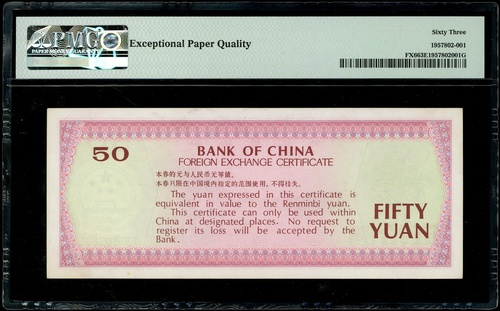 PMG
PAPER MONEY GUARANTY
Exceptional Paper Quality
Sixty Three
1957802-001
FX663E1957802001G
50
BANK OF CHINA
FOREIGN EXCHANGE CERTIFICATE
本券的元与人民币元等值。
本券只限在中国境内指定的范围使用,不得挂失。
The yuan expressed in this certificate is
equivalent in value to the Renminbi yuan.
This certificate can only be used within
China at designated places. No request to
register its loss will be accepted by the
Bank.
FIFTY
YUAN